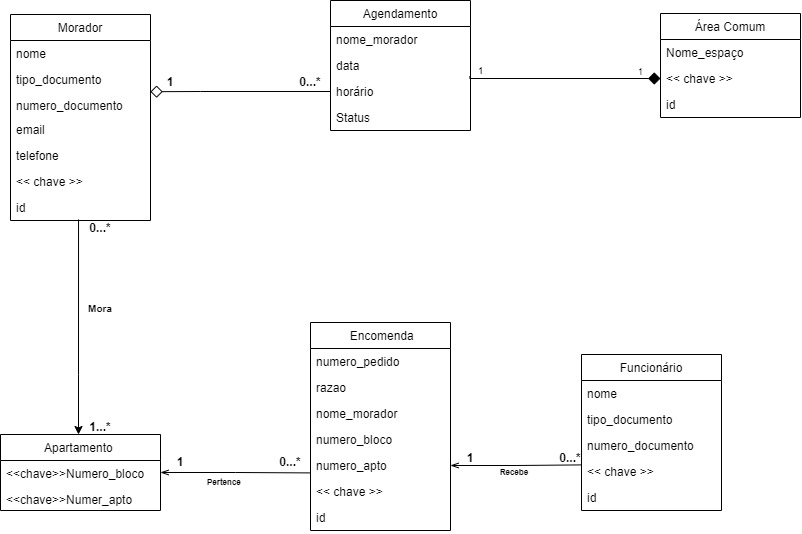 Morador
nome
tipo_documento
numero_documento
email
telefone
<< chave >>
id
1
0...*
Agendamento
nome_morador
data
horário
Status
1
1
Área Comum
Nome_espaço
<< chave >>
id
0...*
Mora
1...*
Apartamento
<<chave>>Numero_bloco
<<chave>>Numer_apto
1
0...*
Pertence
Encomenda
numero_pedido
razao
nome_morador
numero_bloco
numero_apto
<< chave >>
id
1
0...*
Recebe
Funcionário
nome
tipo_documento
numero_documento
<< chave >>
id